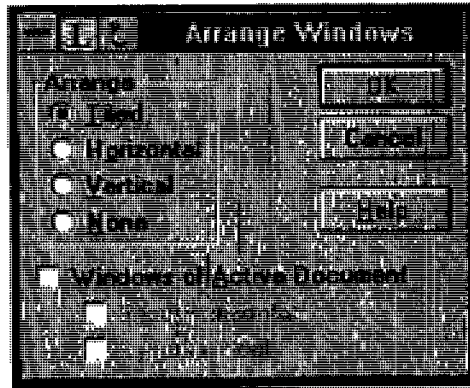 Arrange Windows
Arrange
Tiled
Horizontal
Vertical
None
OK
Cancel
Help
Windows of Active Document